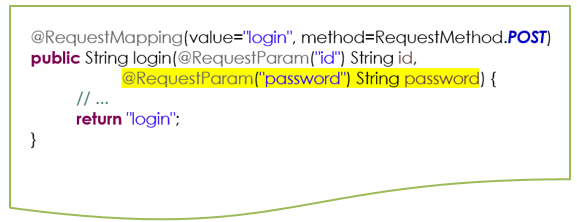 @RequestMapping(value="login", method=RequestMethod.POST)
public String login(@RequestParam("id") String id,
@RequestParam("password") String password) {
// ...
return "login";
}